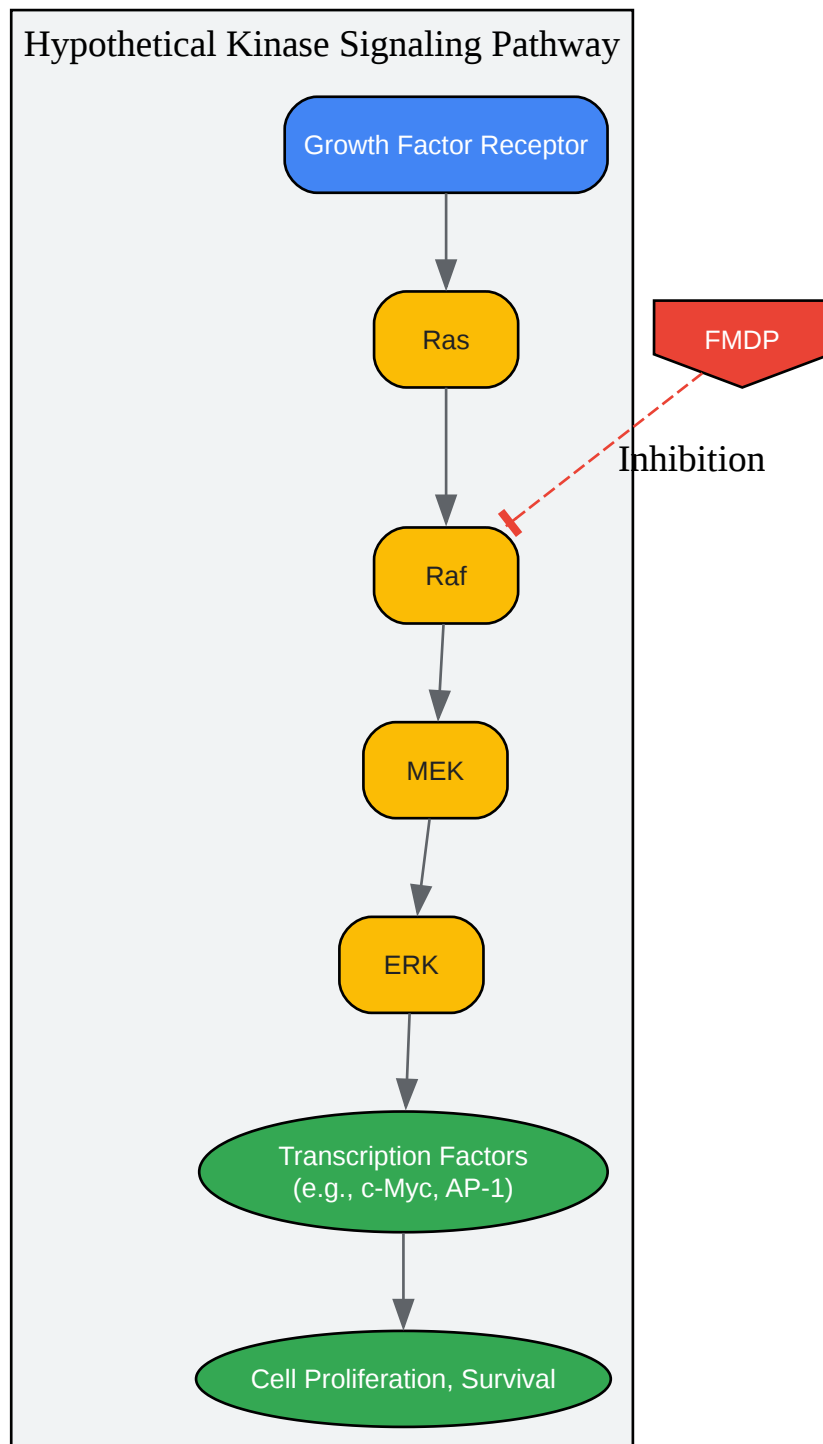 Hypothetical Kinase Signaling Pathway
Growth Factor Receptor
Ras
FMDP
Inhibition
Raf
MEK
ERK
Transcription Factors
(e.g., c-Myc, AP-1)
Cell Proliferation, Survival